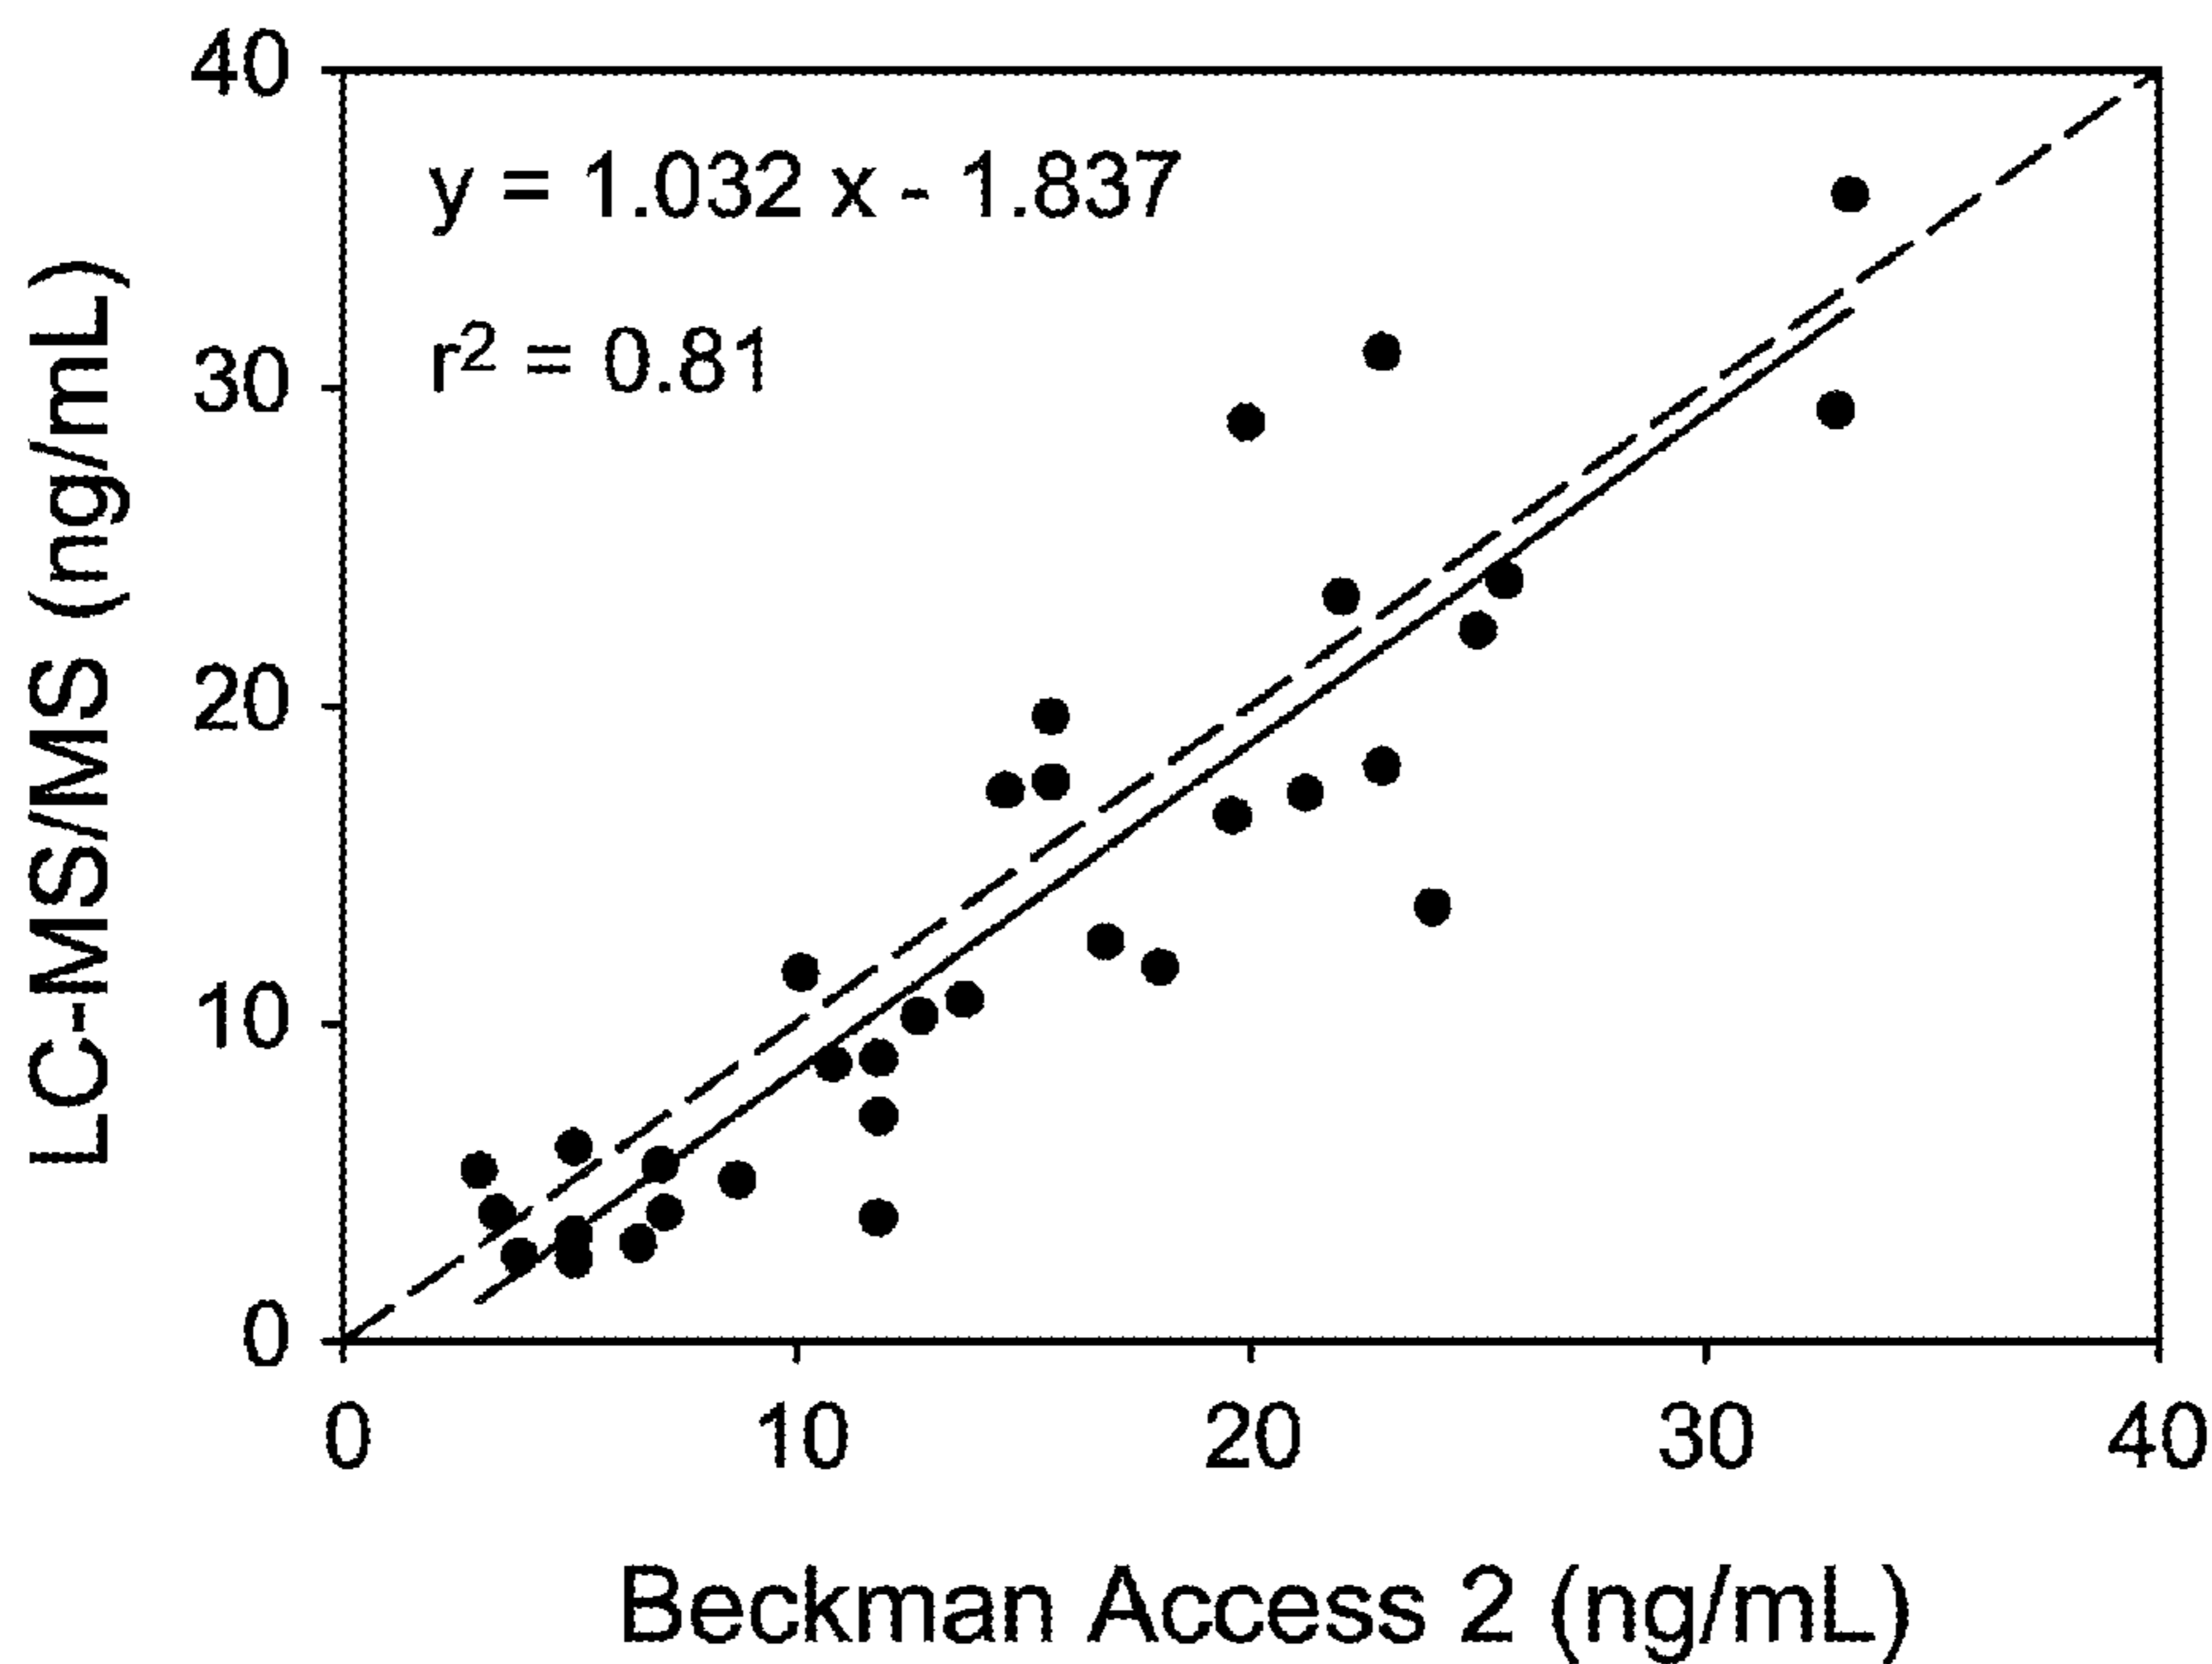 40
y = 1.032 x - 1.837
r² = 0.81
30
20
10
0
LC-MS/MS (ng/mL)
0 10 20 30 40
Beckman Access 2 (ng/mL)